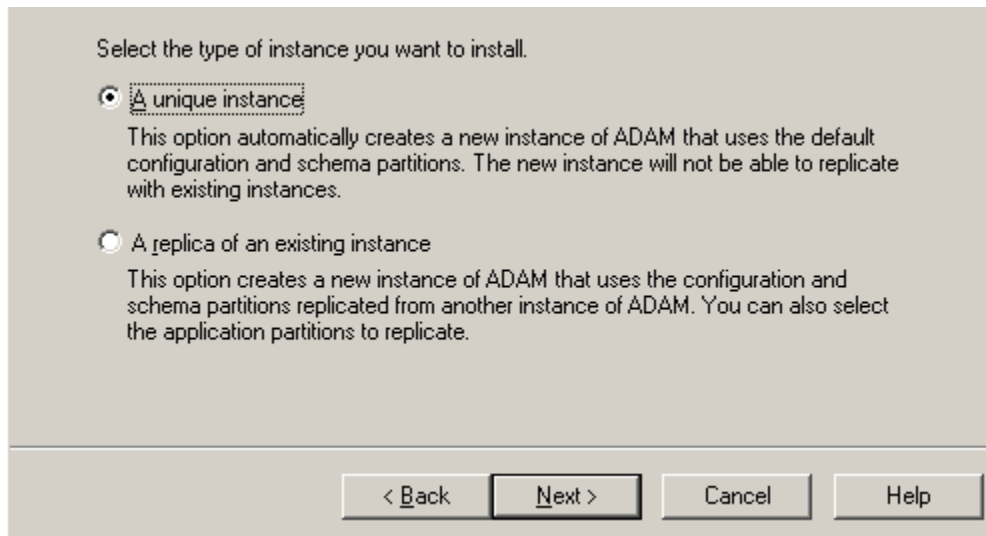 Select the type of instance you want to install.
A unique instance
This option automatically creates a new instance of ADAM that uses the default
configuration and schema partitions. The new instance will not be able to replicate
with existing instances.
A replica of an existing instance
This option creates a new instance of ADAM that uses the configuration and
schema partitions replicated from another instance of ADAM. You can also select
the application partitions to replicate.
< Back Next > Cancel Help